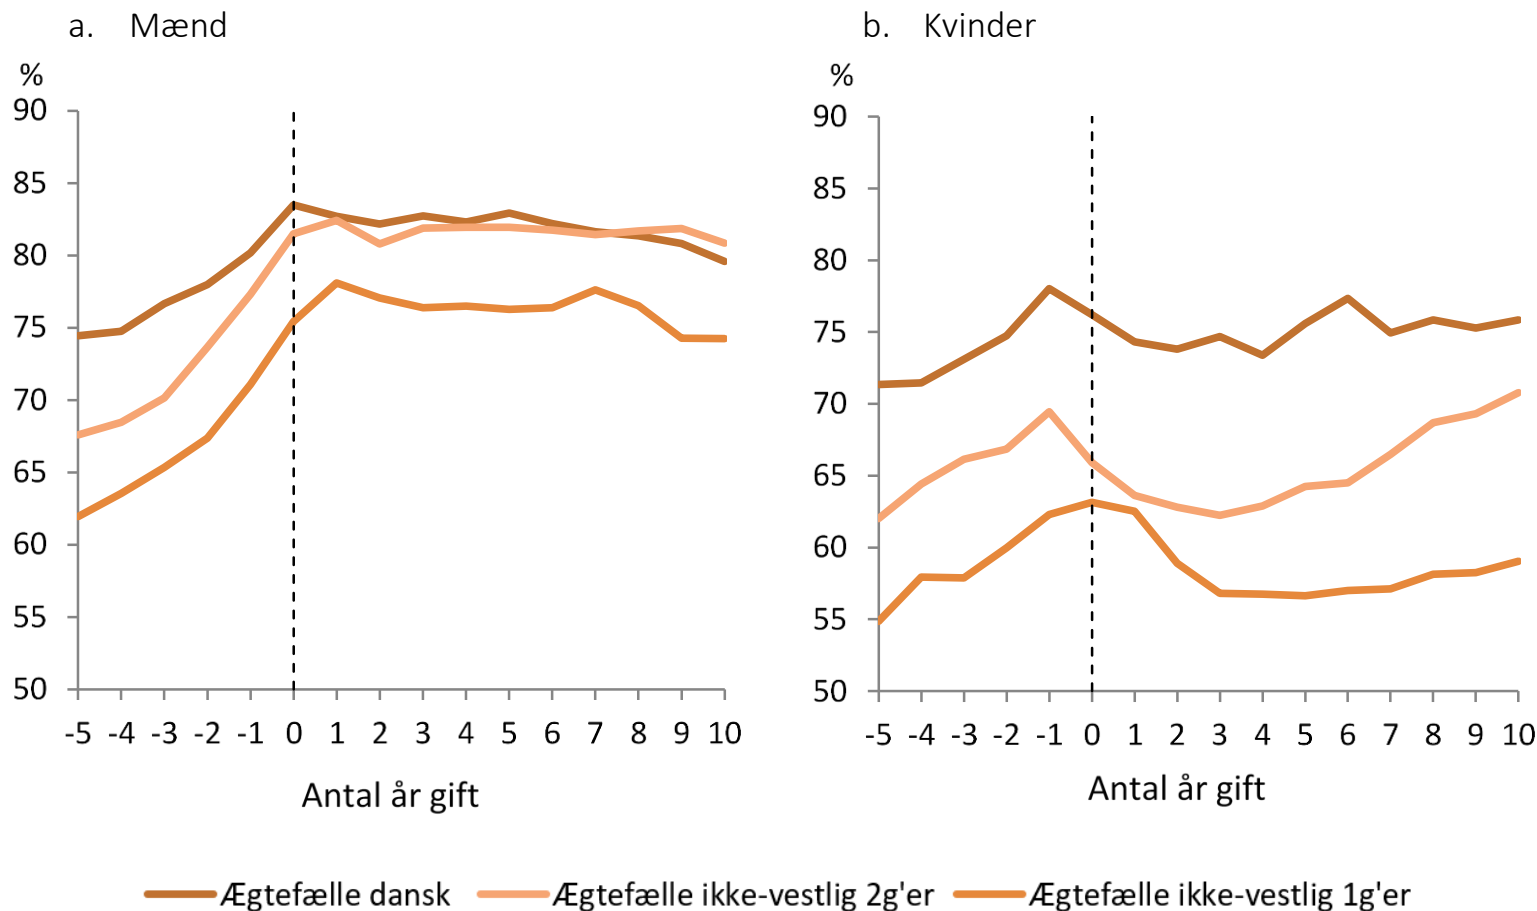 a. Mænd
%
90
85
80
75
70
65
60
55
50
-5 -4 -3 -2 -1 0 1 2 3 4 5 6 7 8 9 10
Antal år gift
b. Kvinder
%
90
85
80
75
70
65
60
55
50
-5 -4 -3 -2 -1 0 1 2 3 4 5 6 7 8 9 10
Antal år gift
Ægtefælle dansk Ægtefælle ikke-vestlig 2g'er Ægtefælle ikke-vestlig 1g'er